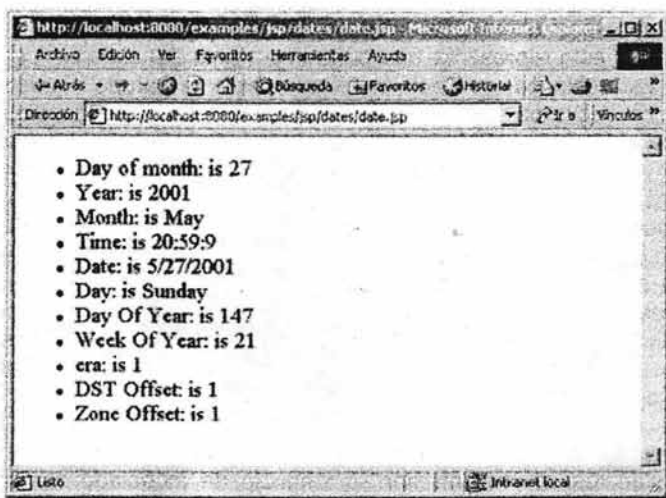 http://localhost:8080/examples/jsp/dates/date.jsp - Microsoft Internet Explorer
Archivo Edición Ver Favoritos Herramientas Ayuda
Atrás Búsqueda Favoritos Historial
Dirección http://localhost:8080/examples/jsp/dates/date.jsp Ir a Vínculos
• Day of month: is 27
• Year: is 2001
• Month: is May
• Time: is 20:59:9
• Date: is 5/27/2001
• Day: is Sunday
• Day Of Year: is 147
• Week Of Year: is 21
• era: is 1
• DST Offset: is 1
• Zone Offset: is 1
Listo Intranet local